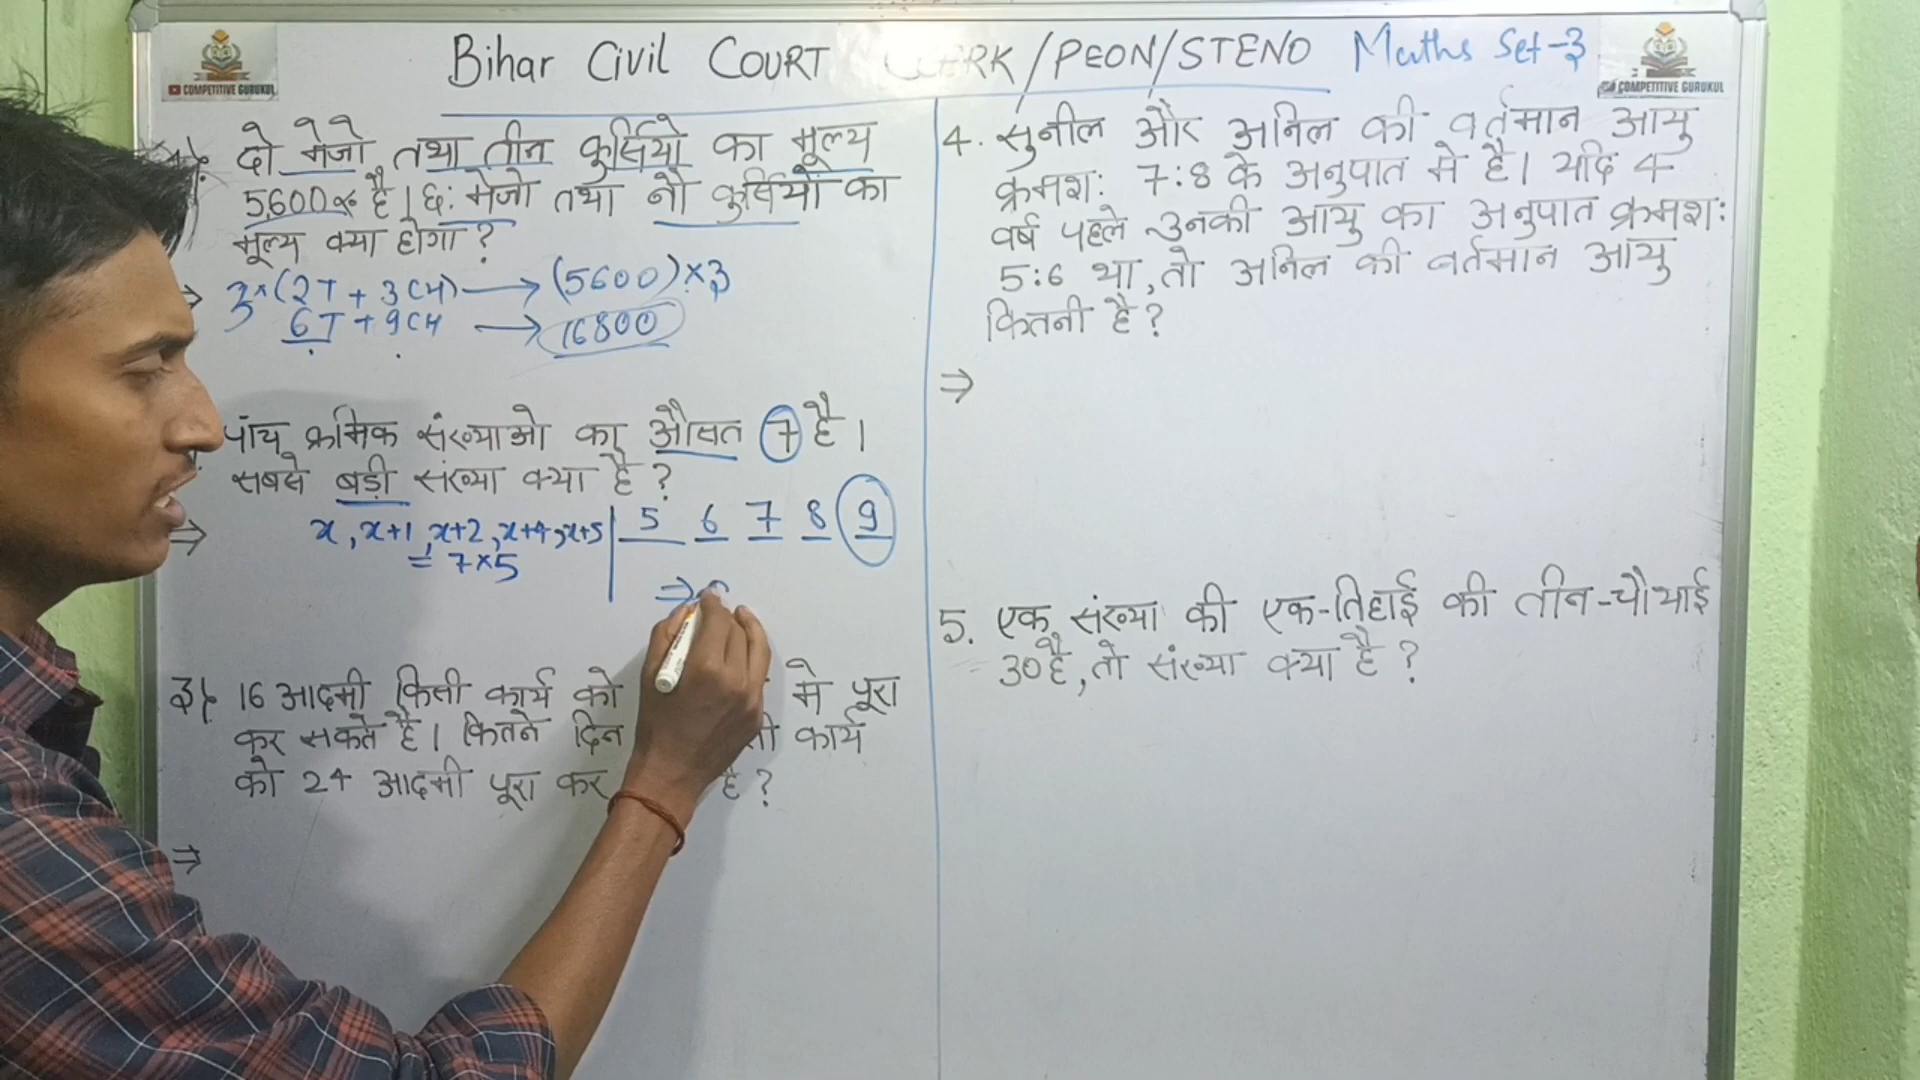 Bihar Civil COURT CLERK/PEON/STENO Maths Set-3
COMPETITIVE GURUKUL
COMPETITIVE GURUKUL
दो मेजो तथा तीन कुर्सियो का मूल्य
5,600रु है। छः मेजो तथा नौ कुर्सियों का
मूल्य क्या होगा?
⇒ 3×(2T + 3CH) → (5600)×3
6T + 9CH → 16800
पांच क्रमिक संख्याओ का औसत 7 है।
सबसे बड़ी संख्या क्या है?
⇒ x, x+1, x+2, x+4, x+5 | 5 6 7 8 9
= 7×5
⇒
3) 16 आदमी किसी कार्य को मे पूरा
कर सकते है। कितने दिन कार्य
को 24 आदमी पूरा कर है?
⇒
4. सुनील और अनिल की वर्तमान आयु
क्रमशः 7:8 के अनुपात मे है। यदि 4
वर्ष पहले उनकी आयु का अनुपात क्रमशः
5:6 था, तो अनिल की वर्तमान आयु
कितनी है?
⇒
5. एक संख्या की एक-तिहाई की तीन-चौथाई
30 है, तो संख्या क्या है?